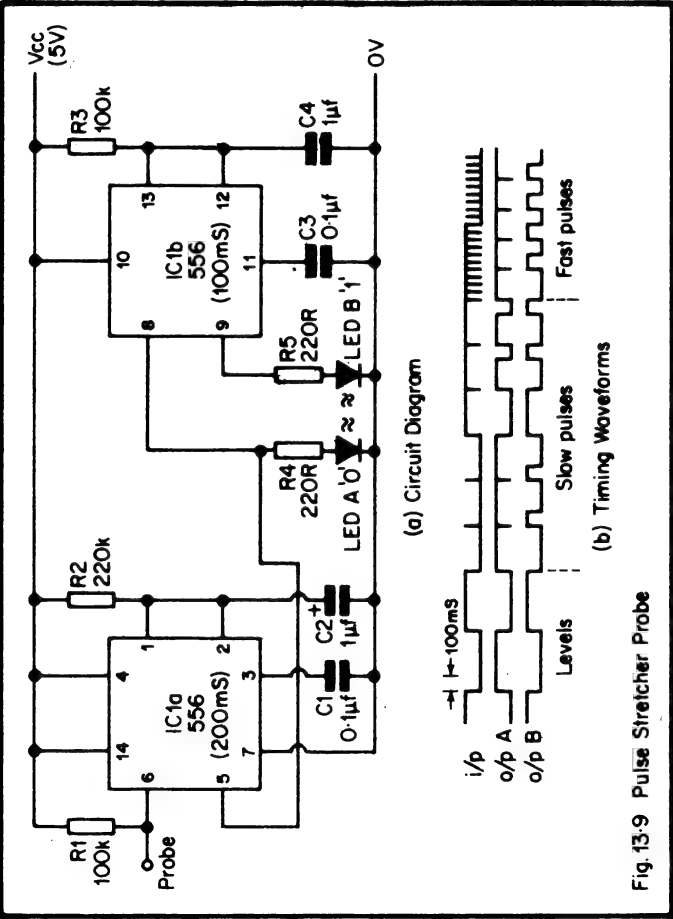 Vcc
(5V)
R1
100k
Probe
14
4
6
IC1a
556
(200mS)
5
7
3
2
1
R2
220k
C1
0·1µf
C2
+
1µf
R4
220R
LED A '0'
8
10
IC1b
556
(100mS)
9
11
12
13
R5
220R
LED B '1'
R3
100k
C3
0·1µf
C4
1µf
0V
(a) Circuit Diagram
100mS
i/p
o/p A
o/p B
Levels
Slow pulses
Fast pulses
(b) Timing Waveforms
Fig. 13·9 Pulse Stretcher Probe